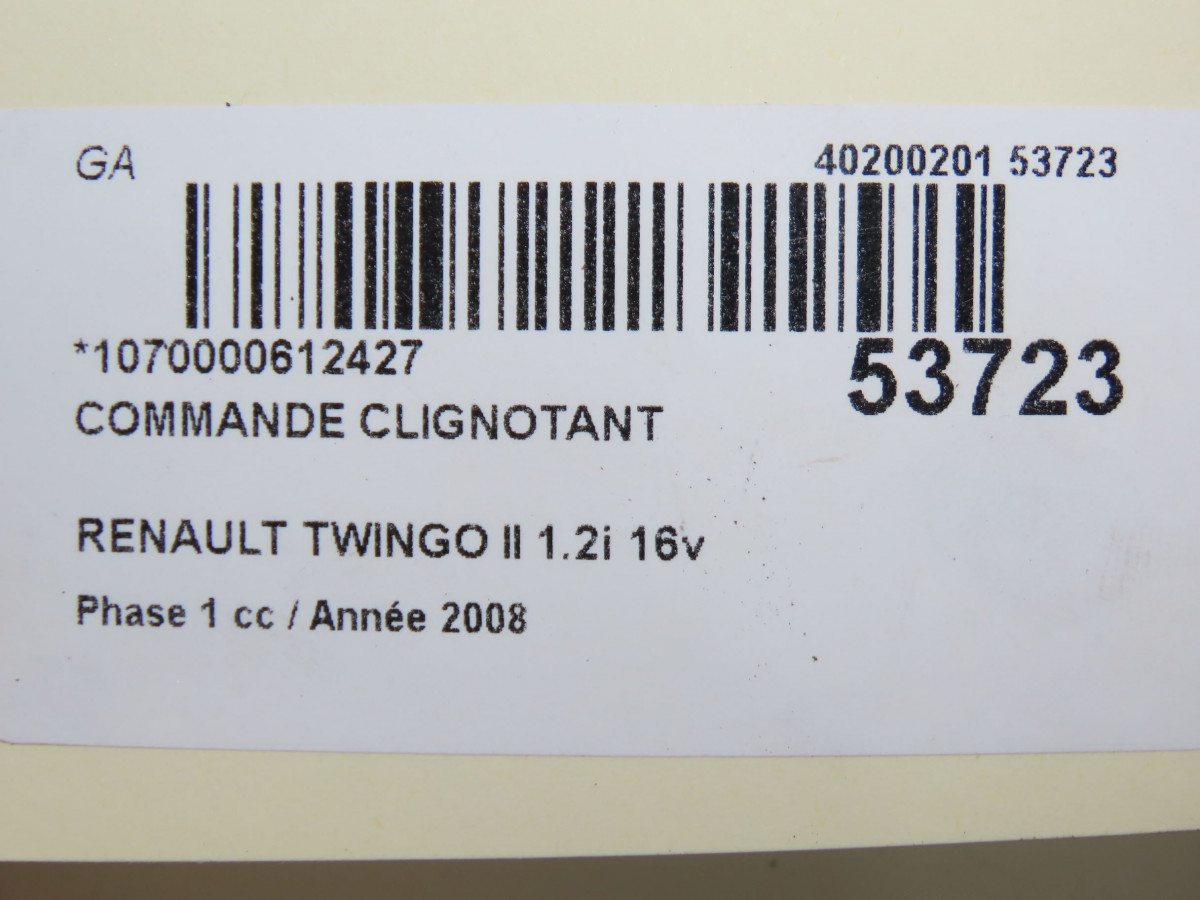 GA 40200201 53723
*1070000612427
53723
COMMANDE CLIGNOTANT
RENAULT TWINGO II 1.2i 16v
Phase 1 cc / Année 2008